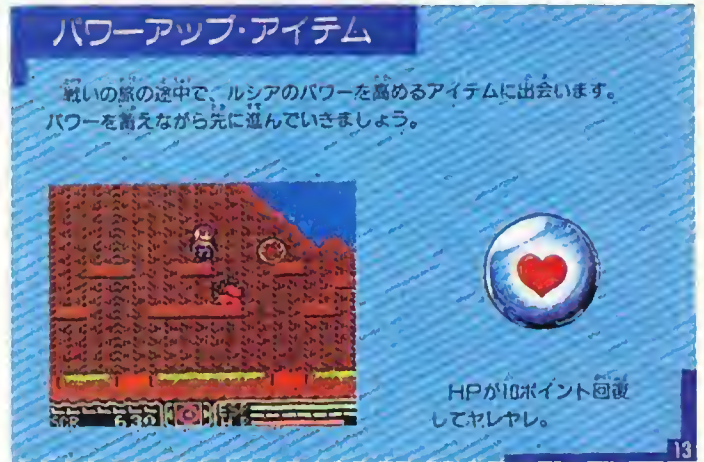 パワーアップ・アイテム
戦いの旅の途中で、ルシアのパワーを高めるアイテムに出会います。
パワーを蓄えながら先に進んでいきましょう。
SCR 630
HPが10ポイント回復
してヤレヤレ。
13